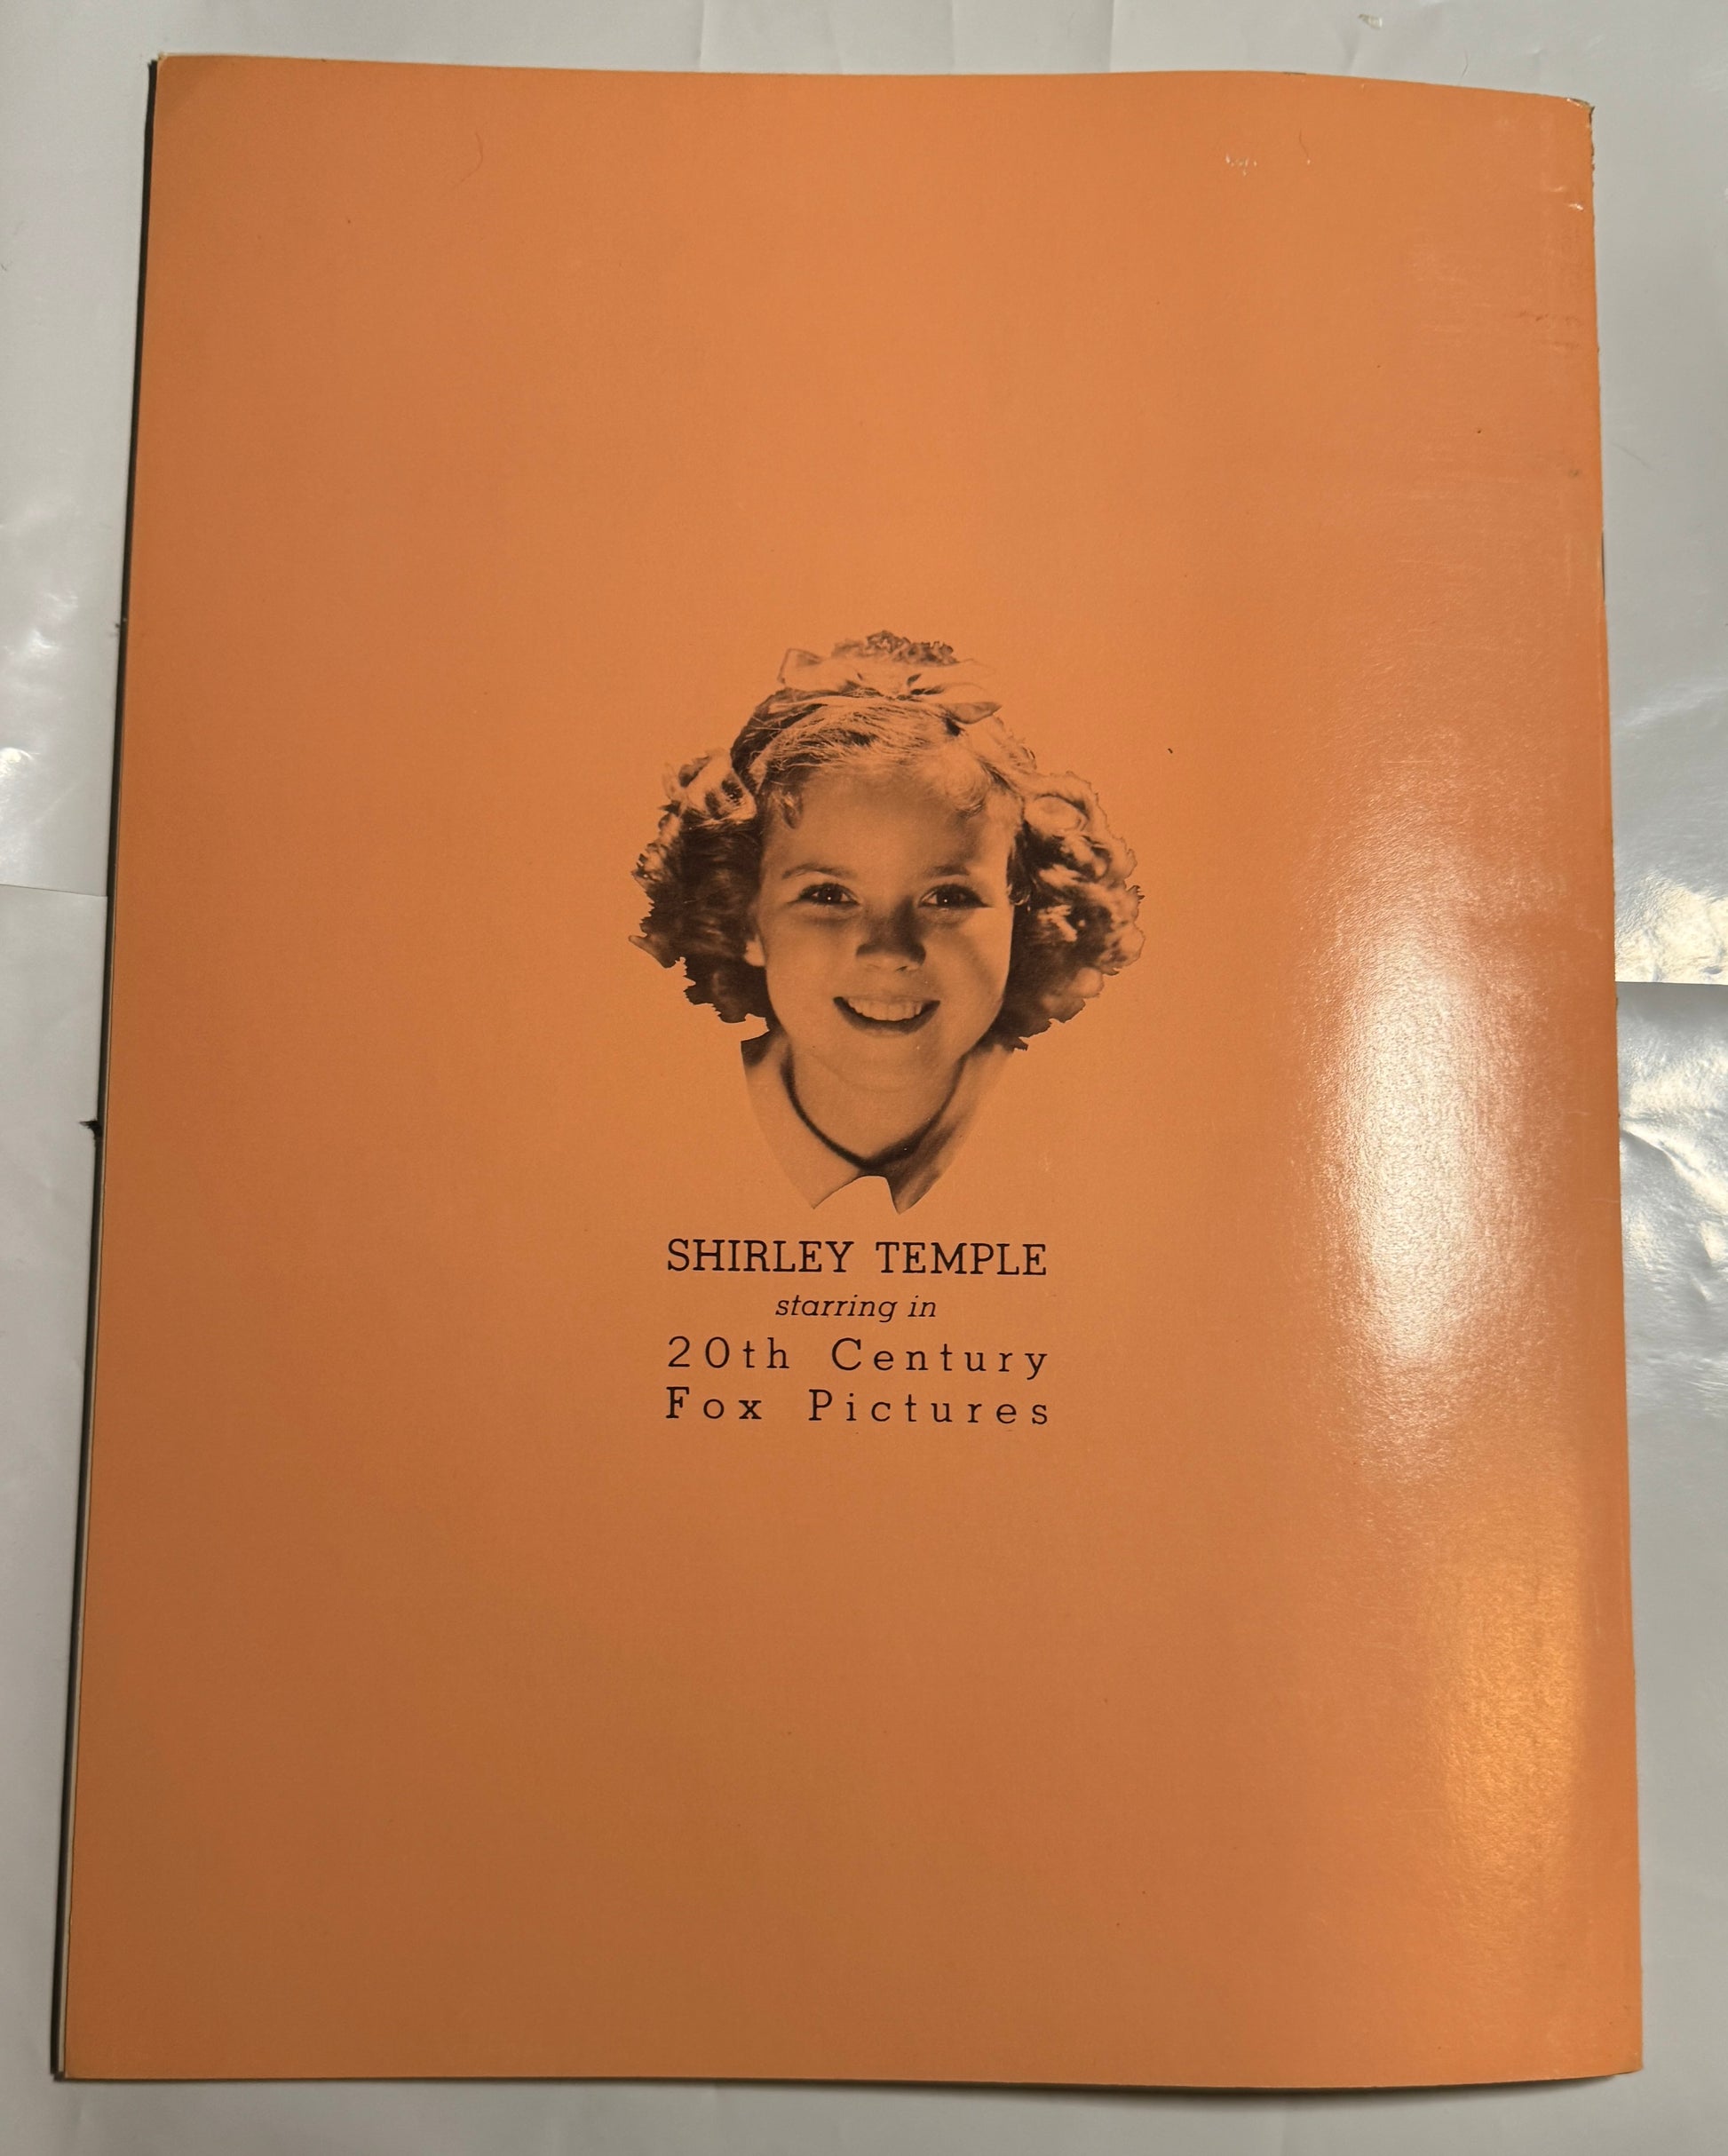 SHIRLEY TEMPLE
starring in
20th Century
Fox Pictures